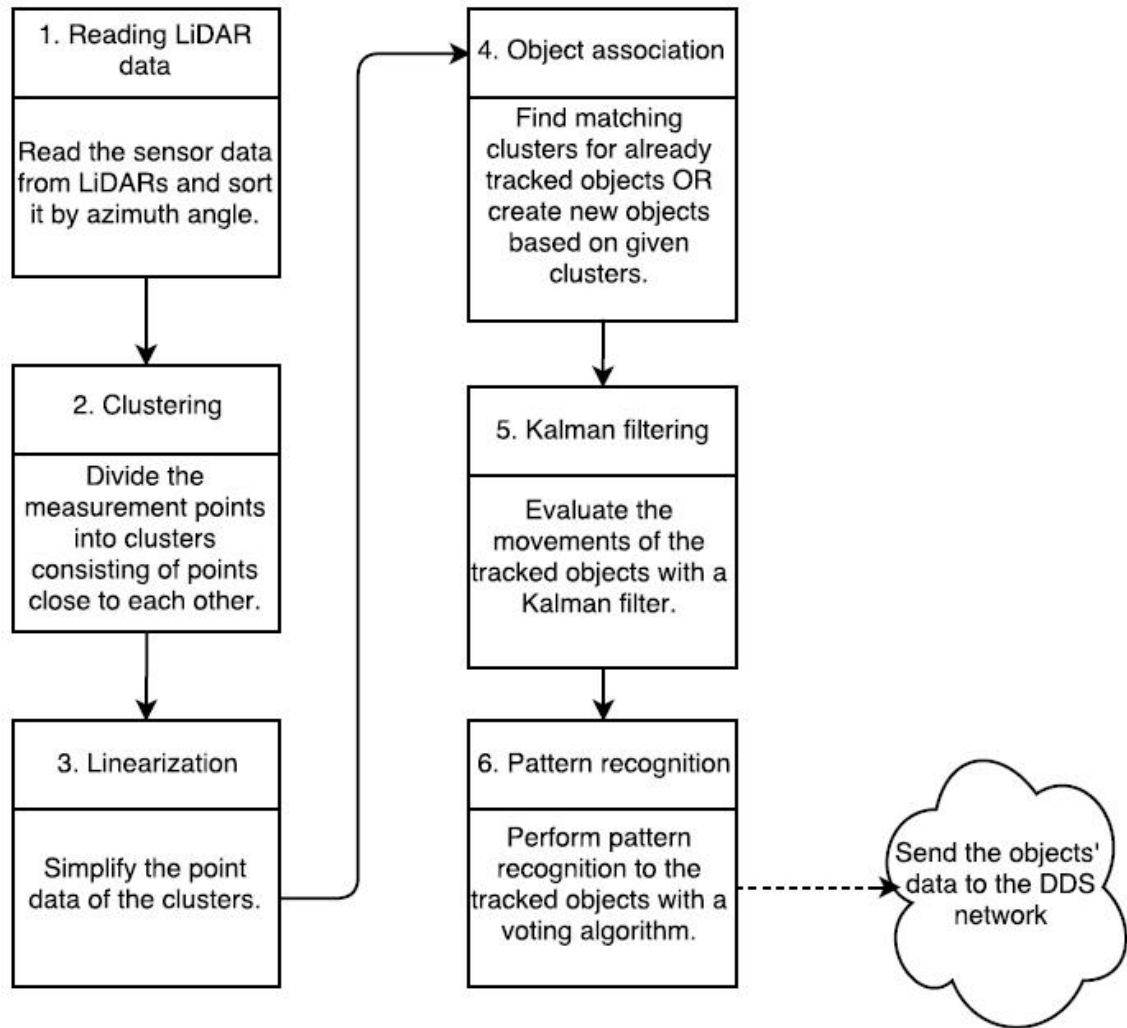 1. Reading LiDAR
data
Read the sensor data
from LiDARs and sort
it by azimuth angle.
2. Clustering
Divide the
measurement points
into clusters
consisting of points
close to each other.
3. Linearization
Simplify the point
data of the clusters.
4. Object association
Find matching
clusters for already
tracked objects OR
create new objects
based on given
clusters.
5. Kalman filtering
Evaluate the
movements of the
tracked objects with a
Kalman filter.
6. Pattern recognition
Perform pattern
recognition to the
tracked objects with a
voting algorithm.
Send the objects'
data to the DDS
network